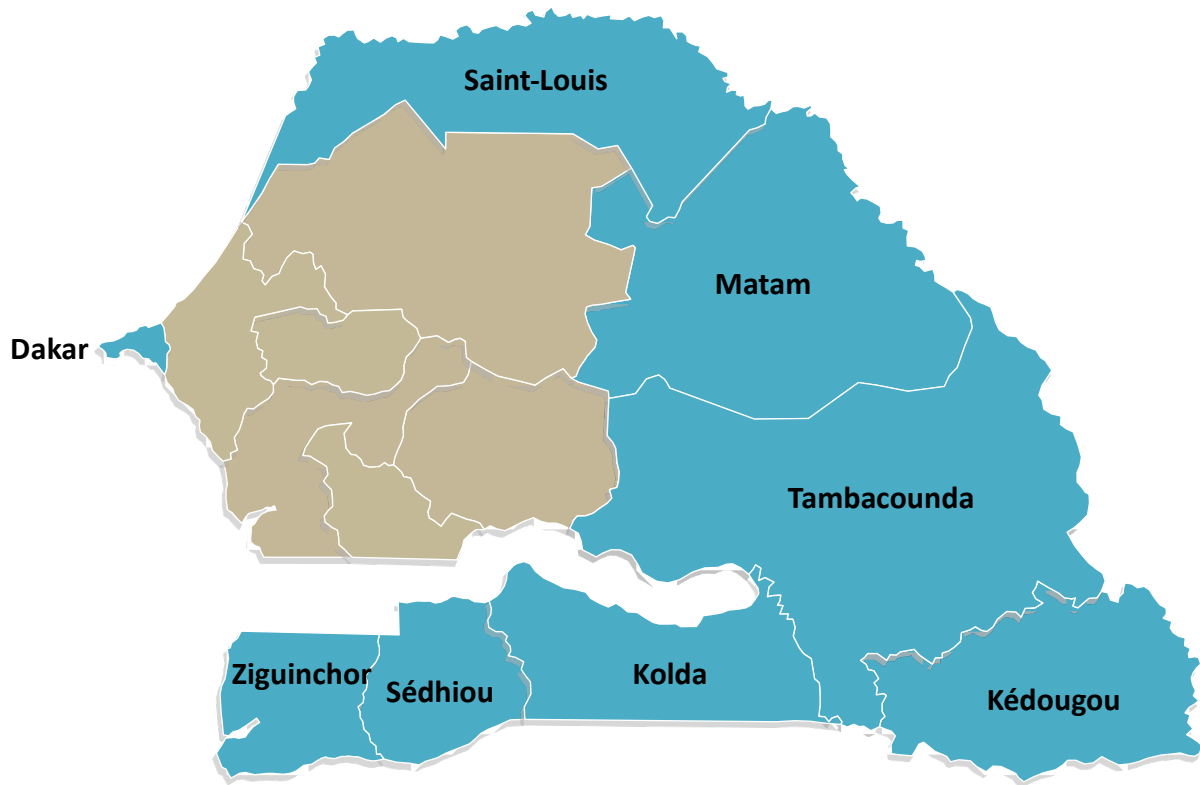 Saint-Louis
Matam
Dakar
Tambacounda
Ziguinchor
Sédhiou
Kolda
Kédougou